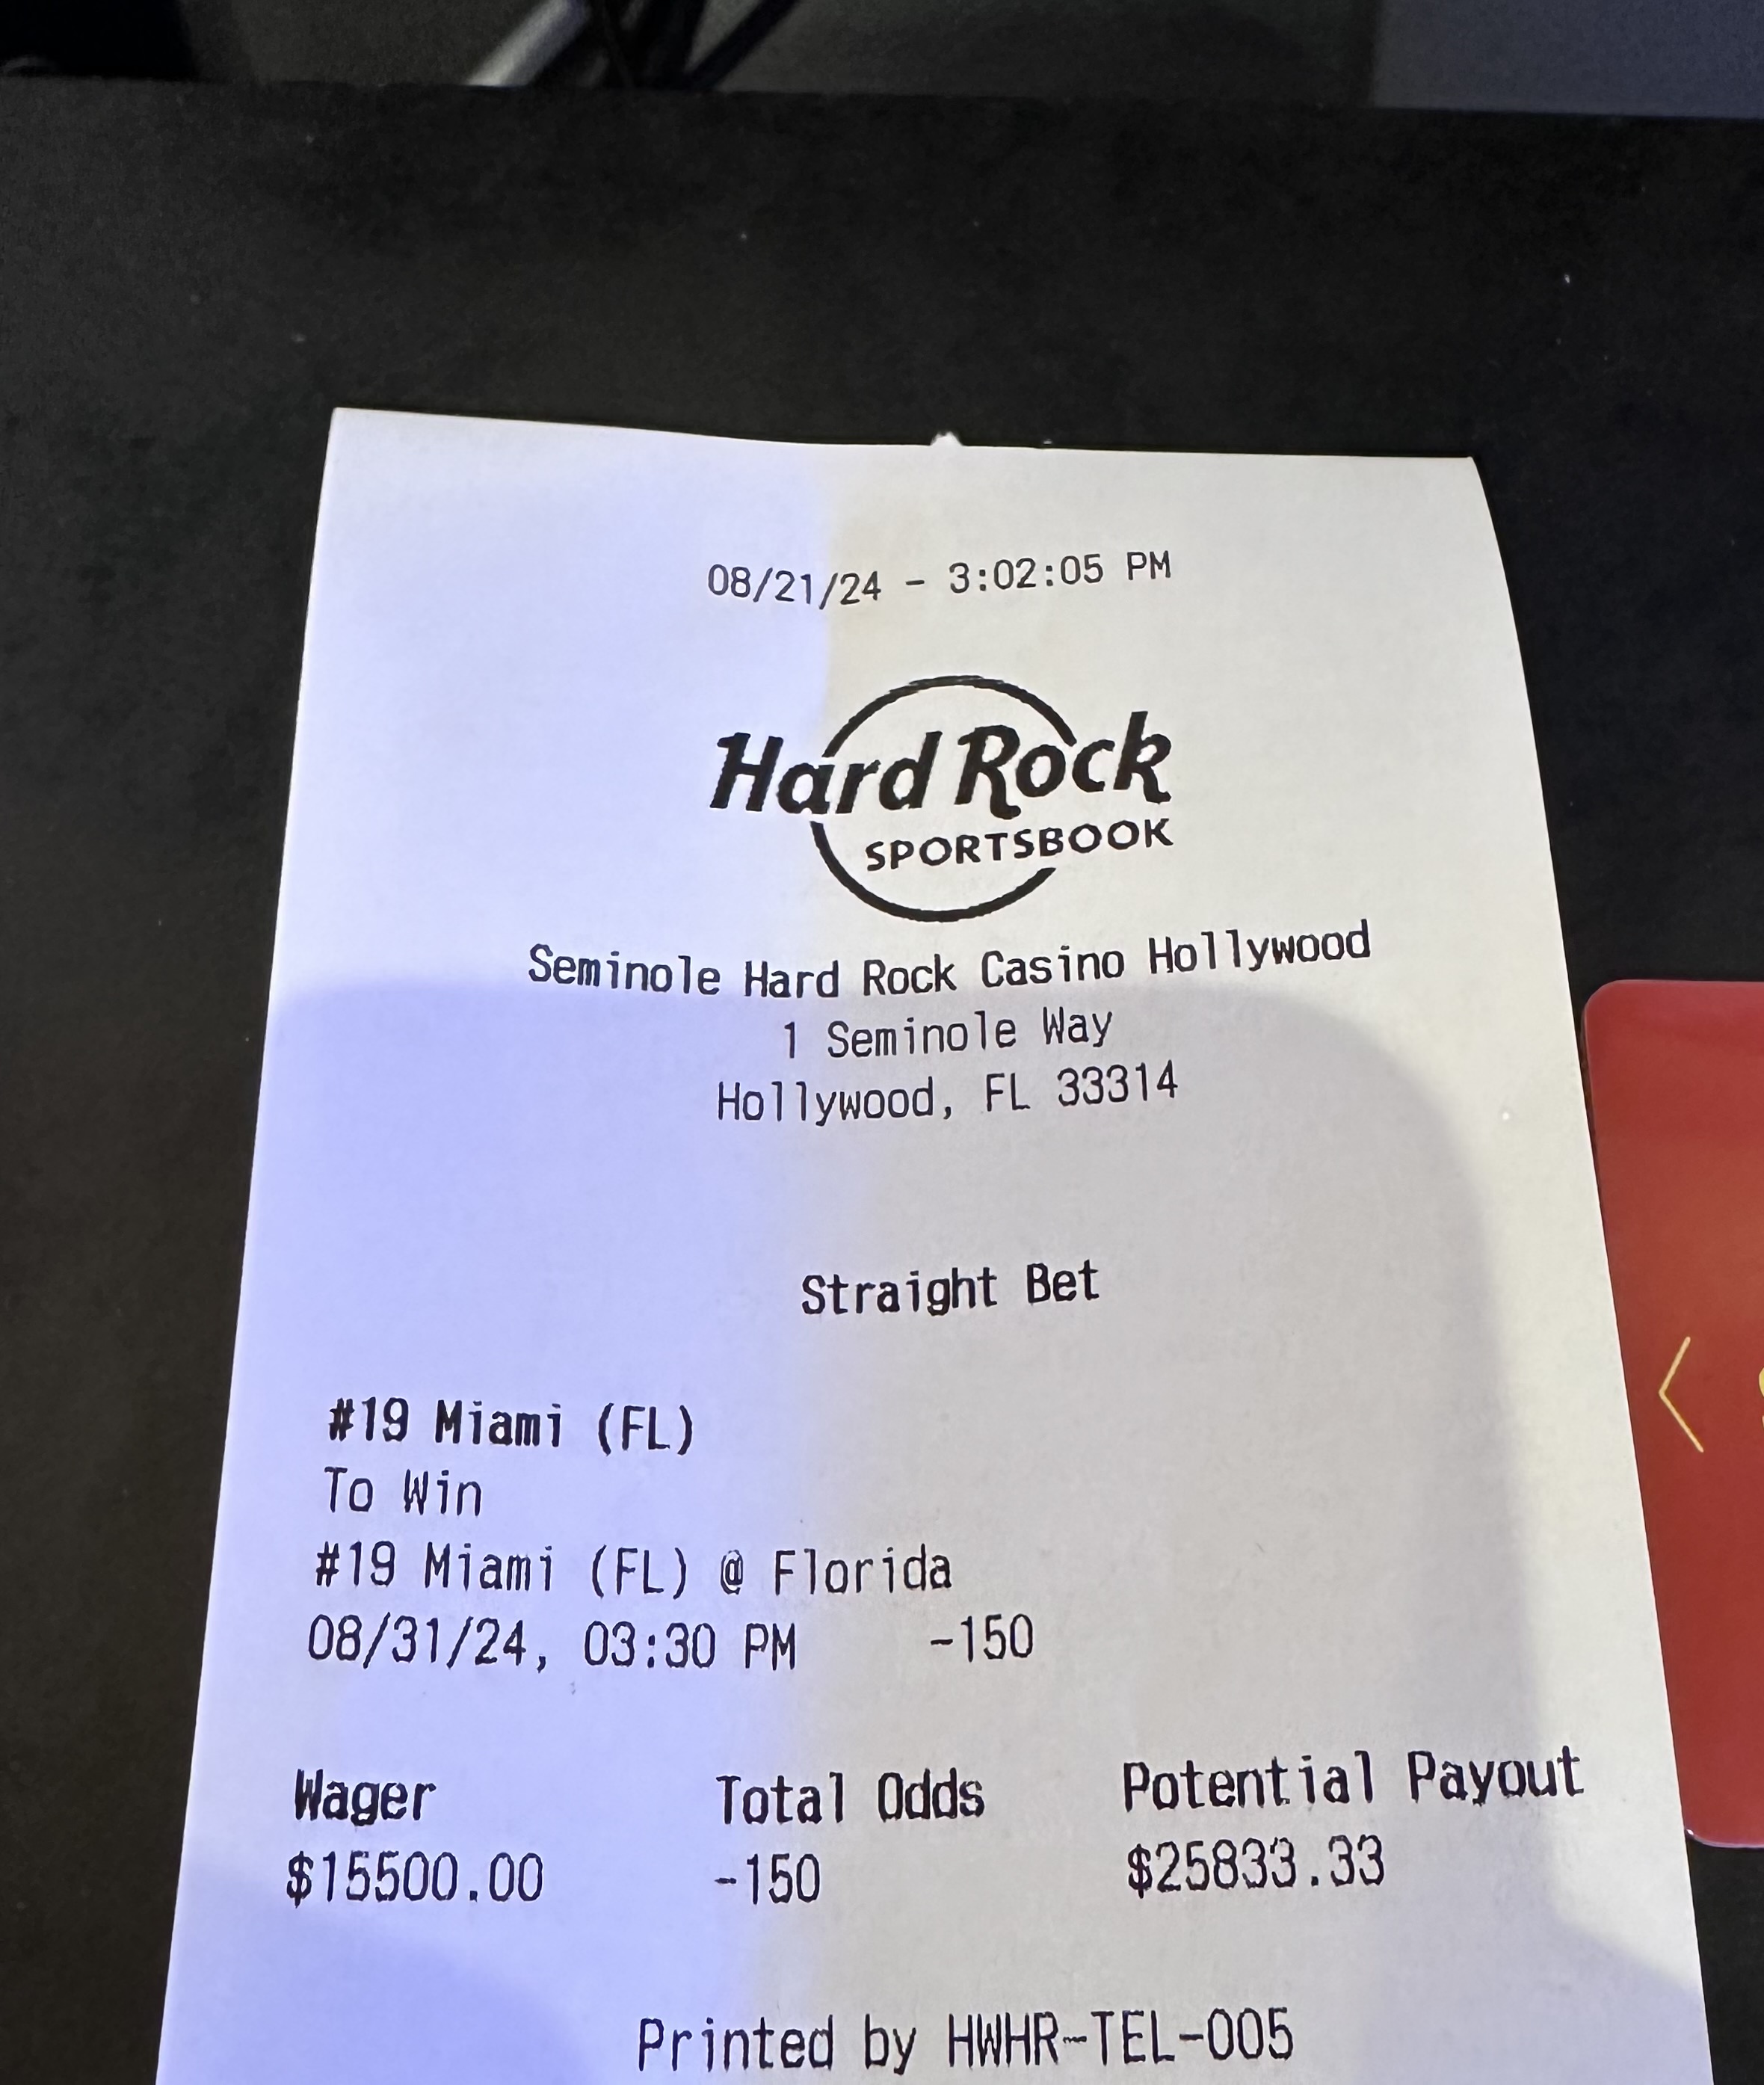 08/21/24 - 3:02:05 PM
Hard Rock
SPORTSBOOK
Seminole Hard Rock Casino Hollywood
1 Seminole Way
Hollywood, FL 33314
Straight Bet
#19 Miami (FL)
To Win
#19 Miami (FL) @ Florida
08/31/24, 03:30 PM -150
Wager Total Odds Potential Payout
$15500.00 -150 $25833.33
Printed by HWHR-TEL-005